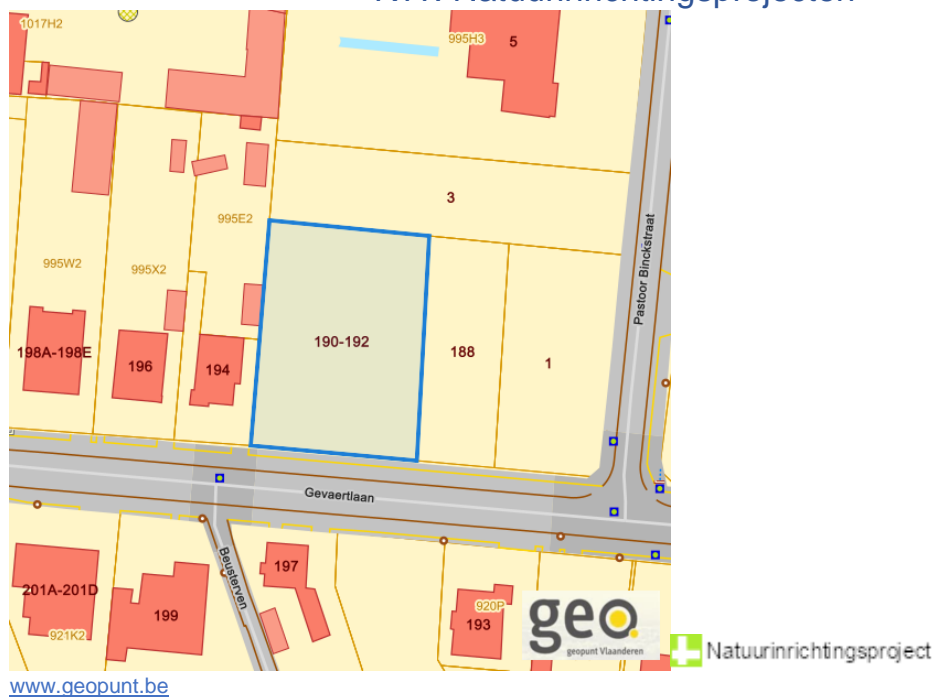 1017H2
995H3
5
3
995E2
995W2
995X2
Pastoor Binckstraat
190-192
188
1
198A-198E
196
194
Gevaertlaan
Beusterven
197
201A-201D
199
921K2
920P
193
geo
geopunt Vlaanderen
Natuurinrichtingsproject
www.geopunt.be